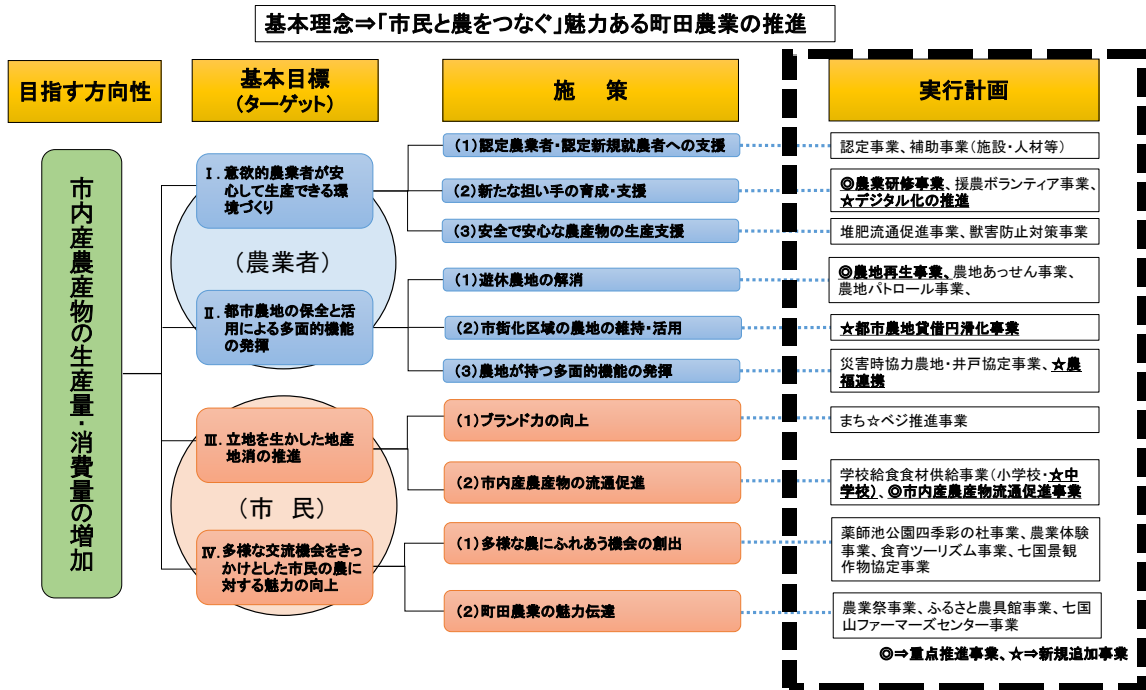 基本理念⇒「市民と農をつなぐ」魅力ある町田農業の推進
目指す方向性
基本目標
(ターゲット)
施　策
実行計画
市内産農産物の生産量・消費量の増加
Ⅰ．意欲的農業者が安
心して生産できる環
境づくり
(農業者)
Ⅱ．都市農地の保全と活
用による多面的機能
の発揮
Ⅲ．立地を生かした地産
地消の推進
(市　民)
Ⅳ．多様な交流機会をきっ
かけとした市民の農に
対する魅力の向上
(1)認定農業者・認定新規就農者への支援
(2)新たな担い手の育成・支援
(3)安全で安心な農産物の生産支援
(1)遊休農地の解消
(2)市街化区域の農地の維持・活用
(3)農地が持つ多面的機能の発揮
(1)ブランド力の向上
(2)市内産農産物の流通促進
(1)多様な農にふれあう機会の創出
(2)町田農業の魅力伝達
認定事業、補助事業(施設・人材等)
◎農業研修事業、援農ボランティア事業、
☆デジタル化の推進
堆肥流通促進事業、獣害防止対策事業
◎農地再生事業、農地あっせん事業、
農地パトロール事業、
☆都市農地貸借円滑化事業
災害時協力農地・井戸協定事業、☆農
福連携
まち☆ベジ推進事業
学校給食食材供給事業(小学校・☆中
学校)、◎市内産農産物流通促進事業
薬師池公園四季彩の杜事業、農業体験
事業、食育ツーリズム事業、七国景観
作物協定事業
農業祭事業、ふるさと農具館事業、七国
山ファーマーズセンター事業
◎⇒重点推進事業、☆⇒新規追加事業